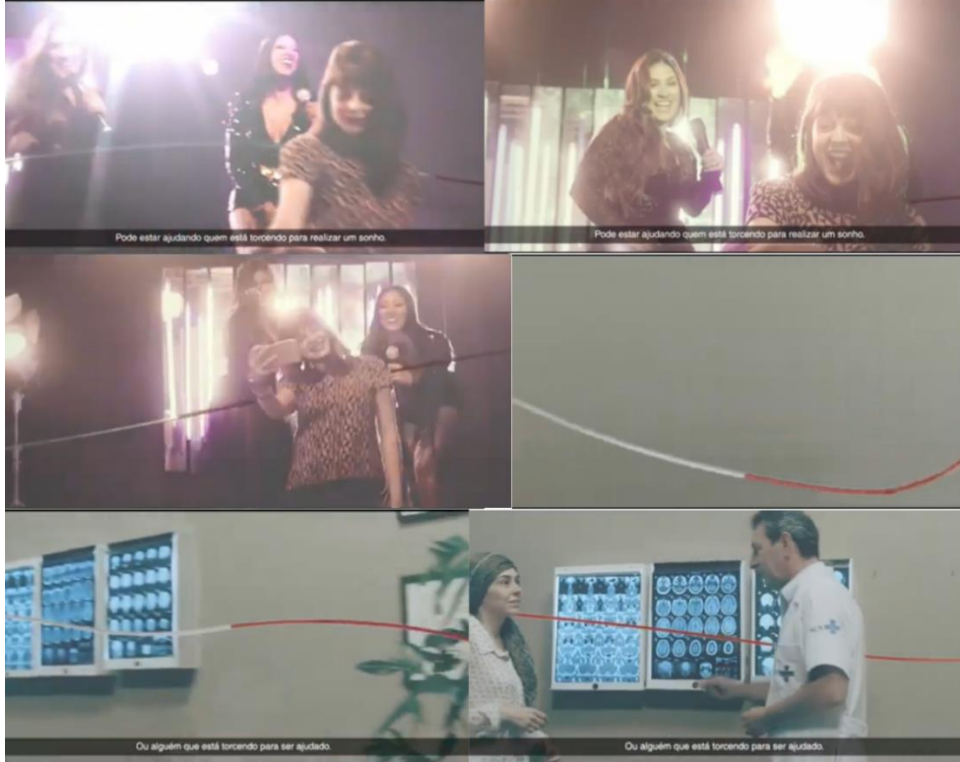 Pode estar ajudando quem está torcendo para realizar um sonho.
Pode estar ajudando quem está torcendo para realizar um sonho.
Ou alguém que está torcendo para ser ajudado.
Ou alguém que está torcendo para ser ajudado.